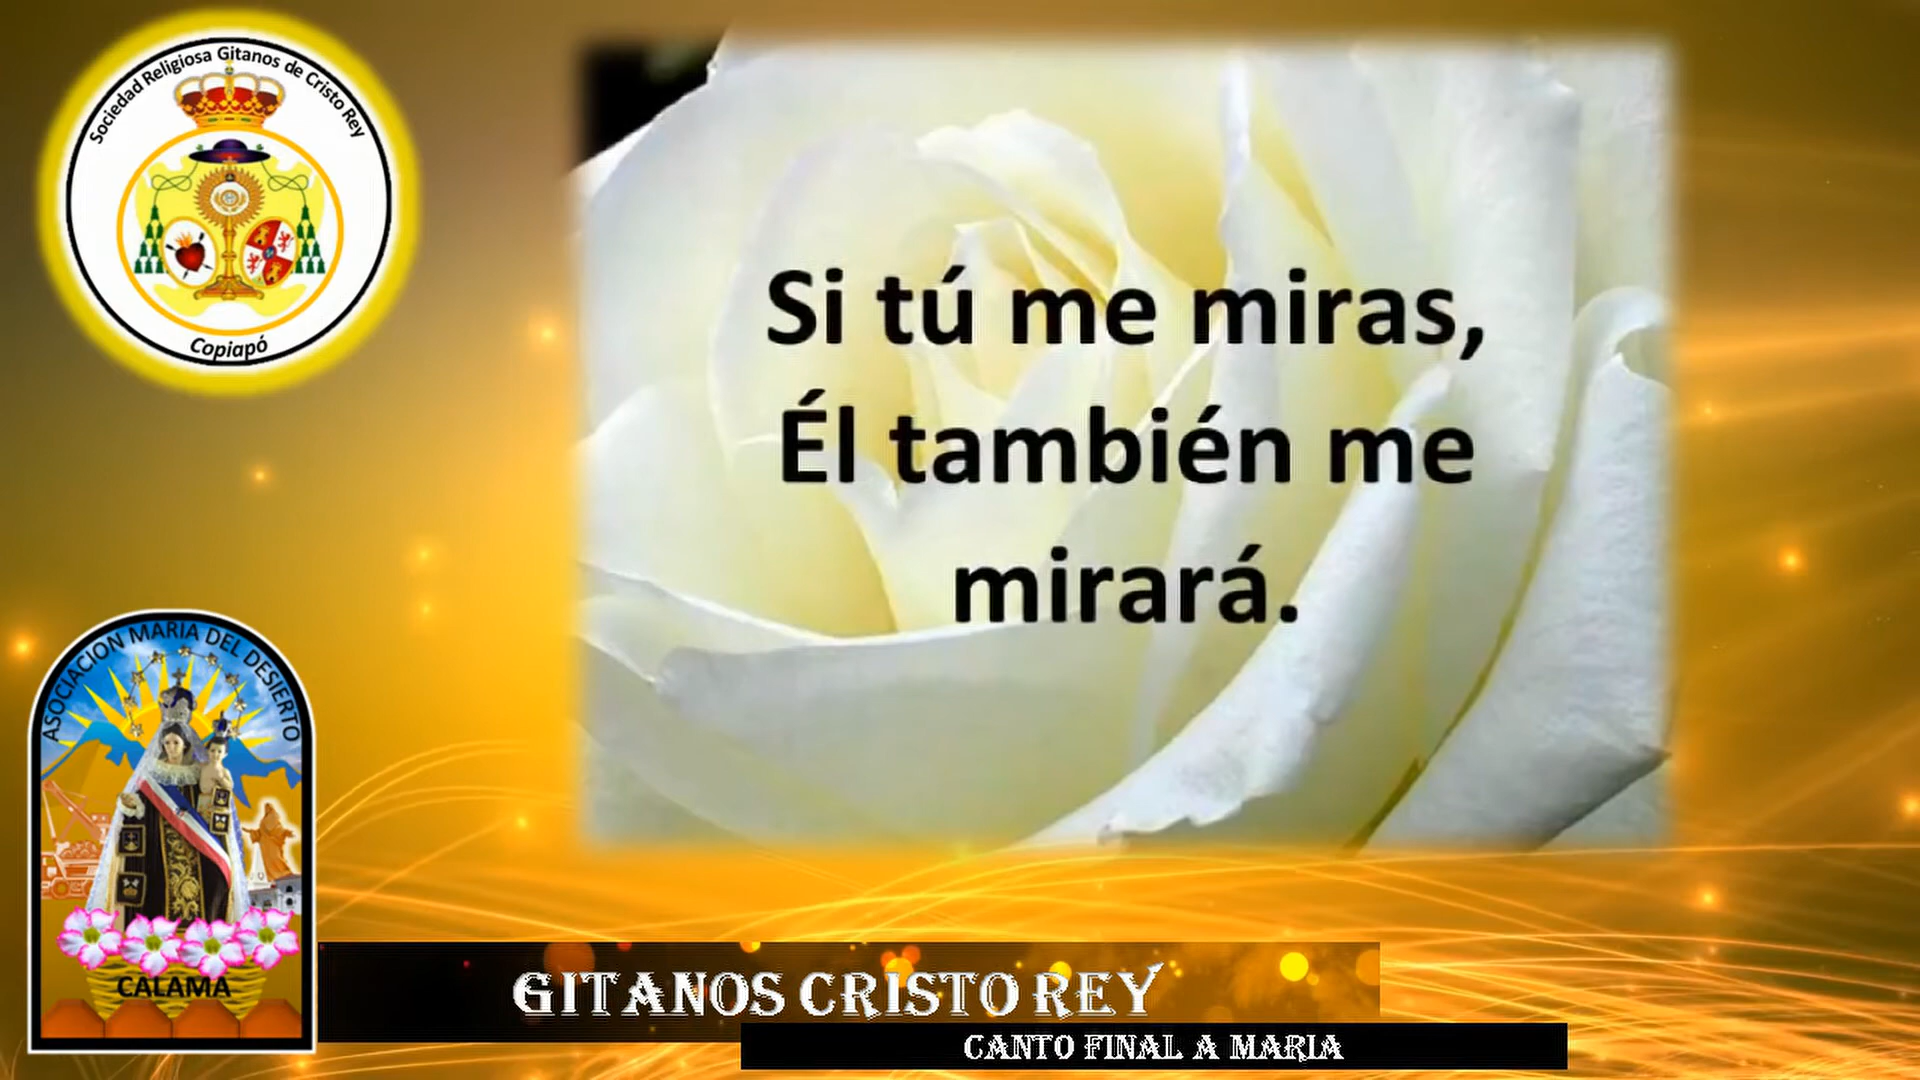 Sociedad Religiosa Gitanos de Cristo Rey
Copiapó
Si tú me miras,
Él también me
mirará.
ASOCIACION MARIA DEL DESIERTO
CALAMA
GITANOS CRISTO REY
CANTO FINAL A MARIA